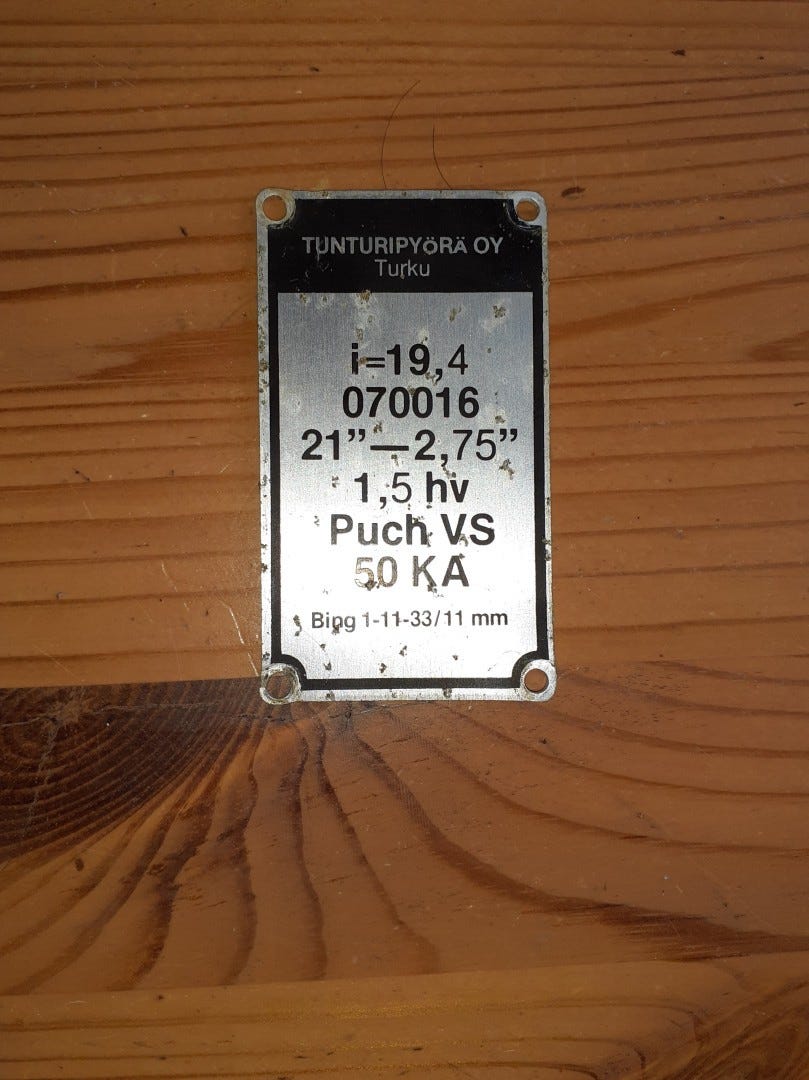 TUNTURIPYÖRÄ OY
Turku
i=19,4
070016
21”—2,75”
1,5 hv
Puch VS
50 KA
Bing 1-11-33/11 mm